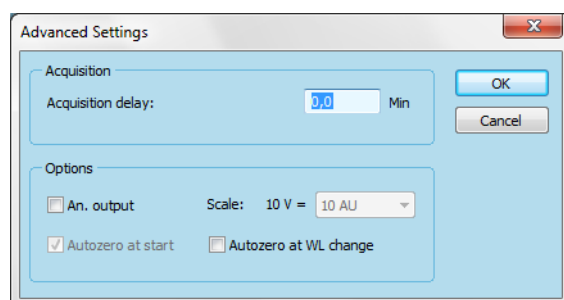 Advanced Settings
Acquisition
Acquisition delay: 0,0 Min
OK
Cancel
Options
An. output Scale: 10 V = 10 AU
Autozero at start Autozero at WL change